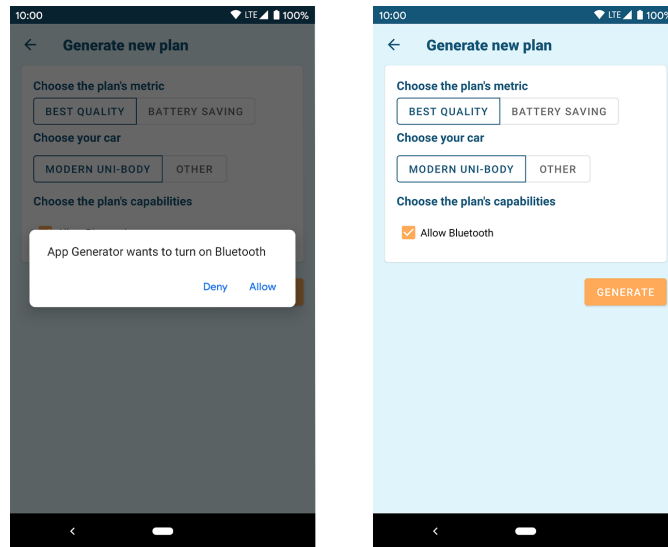 10:00 LTE 100%
Generate new plan
Choose the plan's metric
BEST QUALITY BATTERY SAVING
Choose your car
MODERN UNI-BODY OTHER
Choose the plan's capabilities
App Generator wants to turn on Bluetooth
Deny Allow
10:00 LTE 100%
Generate new plan
Choose the plan's metric
BEST QUALITY BATTERY SAVING
Choose your car
MODERN UNI-BODY OTHER
Choose the plan's capabilities
Allow Bluetooth
GENERATE